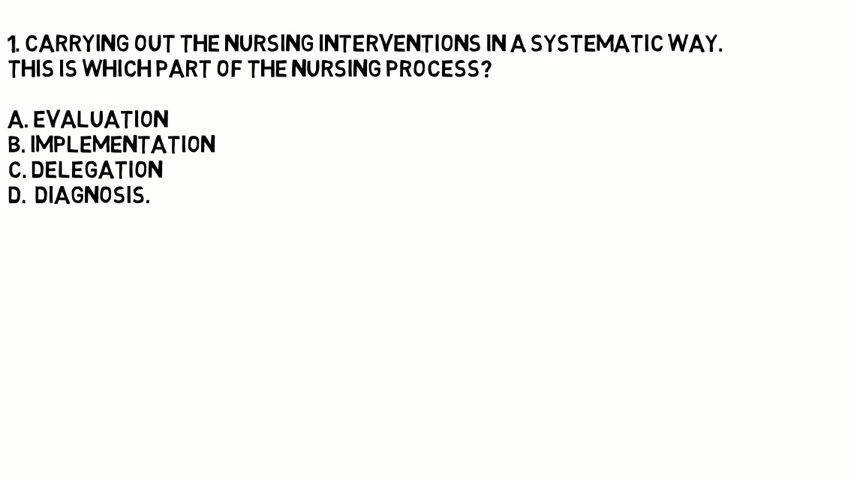 1. CARRYING OUT THE NURSING INTERVENTIONS IN A SYSTEMATIC WAY.
THIS IS WHICH PART OF THE NURSING PROCESS?
A. EVALUATION
B. IMPLEMENTATION
C. DELEGATION
D. DIAGNOSIS.